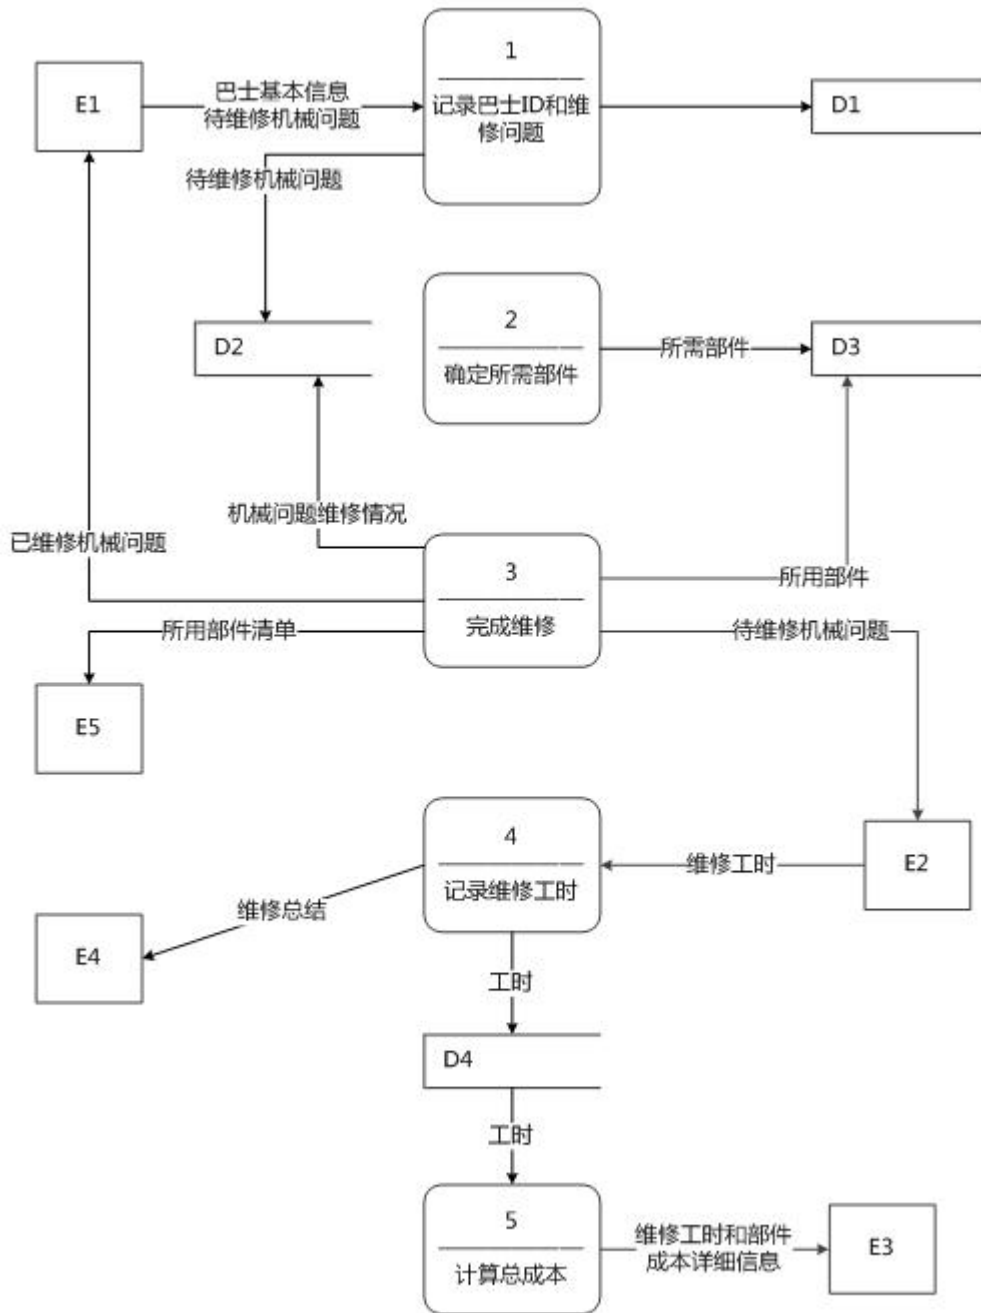 1
E1
巴士基本信息
待维修机械问题
记录巴士ID和维
修问题
D1
待维修机械问题
2
D2
所需部件
D3
确定所需部件
机械问题维修情况
已维修机械问题
3
所用部件
完成维修
所用部件清单
待维修机械问题
E5
4
维修工时
E2
记录维修工时
维修总结
E4
工时
D4
工时
5
维修工时和部件
成本详细信息
E3
计算总成本